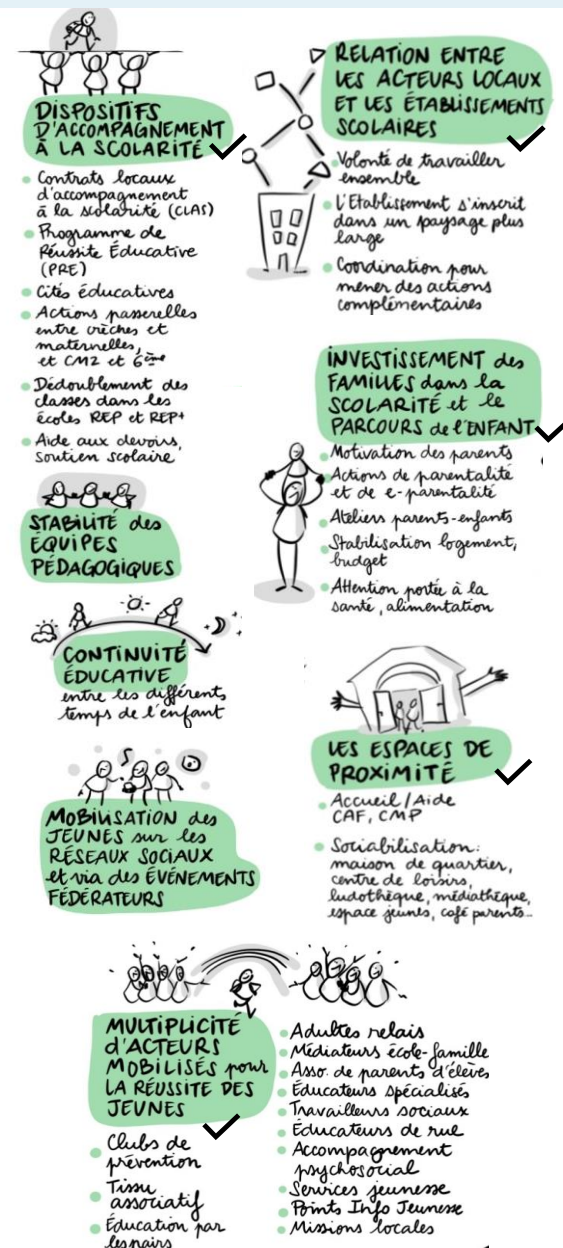 DISPOSITIFS
D'ACCOMPAGNEMENT
À LA SCOLARITÉ
Contrats locaux
d'accompagnement
à la scolarité (CLAS)
Programme de
Réussite Éducative
(PRE)
Cités éducatives
Actions passerelles
entre crèches et
maternelles,
et CM2 et 6ème
Dédoublement des
classes dans les
écoles REP et REP+
Aide aux devoirs,
soutien scolaire
STABILITÉ des
ÉQUIPES
PÉDAGOGIQUES
CONTINUITÉ
ÉDUCATIVE
entre les différents
temps de l'enfant
MOBILISATION des
JEUNES sur les
RÉSEAUX SOCIAUX
et via des ÉVÉNEMENTS
FÉDÉRATEURS
RELATION ENTRE
LES ACTEURS LOCAUX
ET LES ÉTABLISSEMENTS
SCOLAIRES
Volonté de travailler
ensemble
L'Etablissement s'inscrit
dans un paysage plus
large
Coordination pour
mener des actions
complémentaires
INVESTISSEMENT des
FAMILLES dans la
SCOLARITÉ et le
PARCOURS de l'ENFANT
Motivation des parents
Actions de parentalité
et de e-parentalité
Ateliers parents-enfants
Stabilisation logement,
budget
Attention portée à la
santé, alimentation
LES ESPACES DE
PROXIMITÉ
Accueil / Aide
CAF, CMP
Sociabilisation:
maison de quartier,
centre de loisirs,
ludothèque, médiathèque,
espace jeunes, café parents...
MULTIPLICITÉ
d'ACTEURS
MOBILISÉS pour
LA RÉUSSITE DES
JEUNES
Clubs de
prévention
Tissu
associatif
Éducation par
les pairs
Adultes relais
Médiateurs école-famille
Asso. de parents d'élèves
Éducateurs spécialisés
Travailleurs sociaux
Éducateurs de rue
Accompagnement
psychosocial
Services jeunesse
Points Info Jeunesse
Missions locales